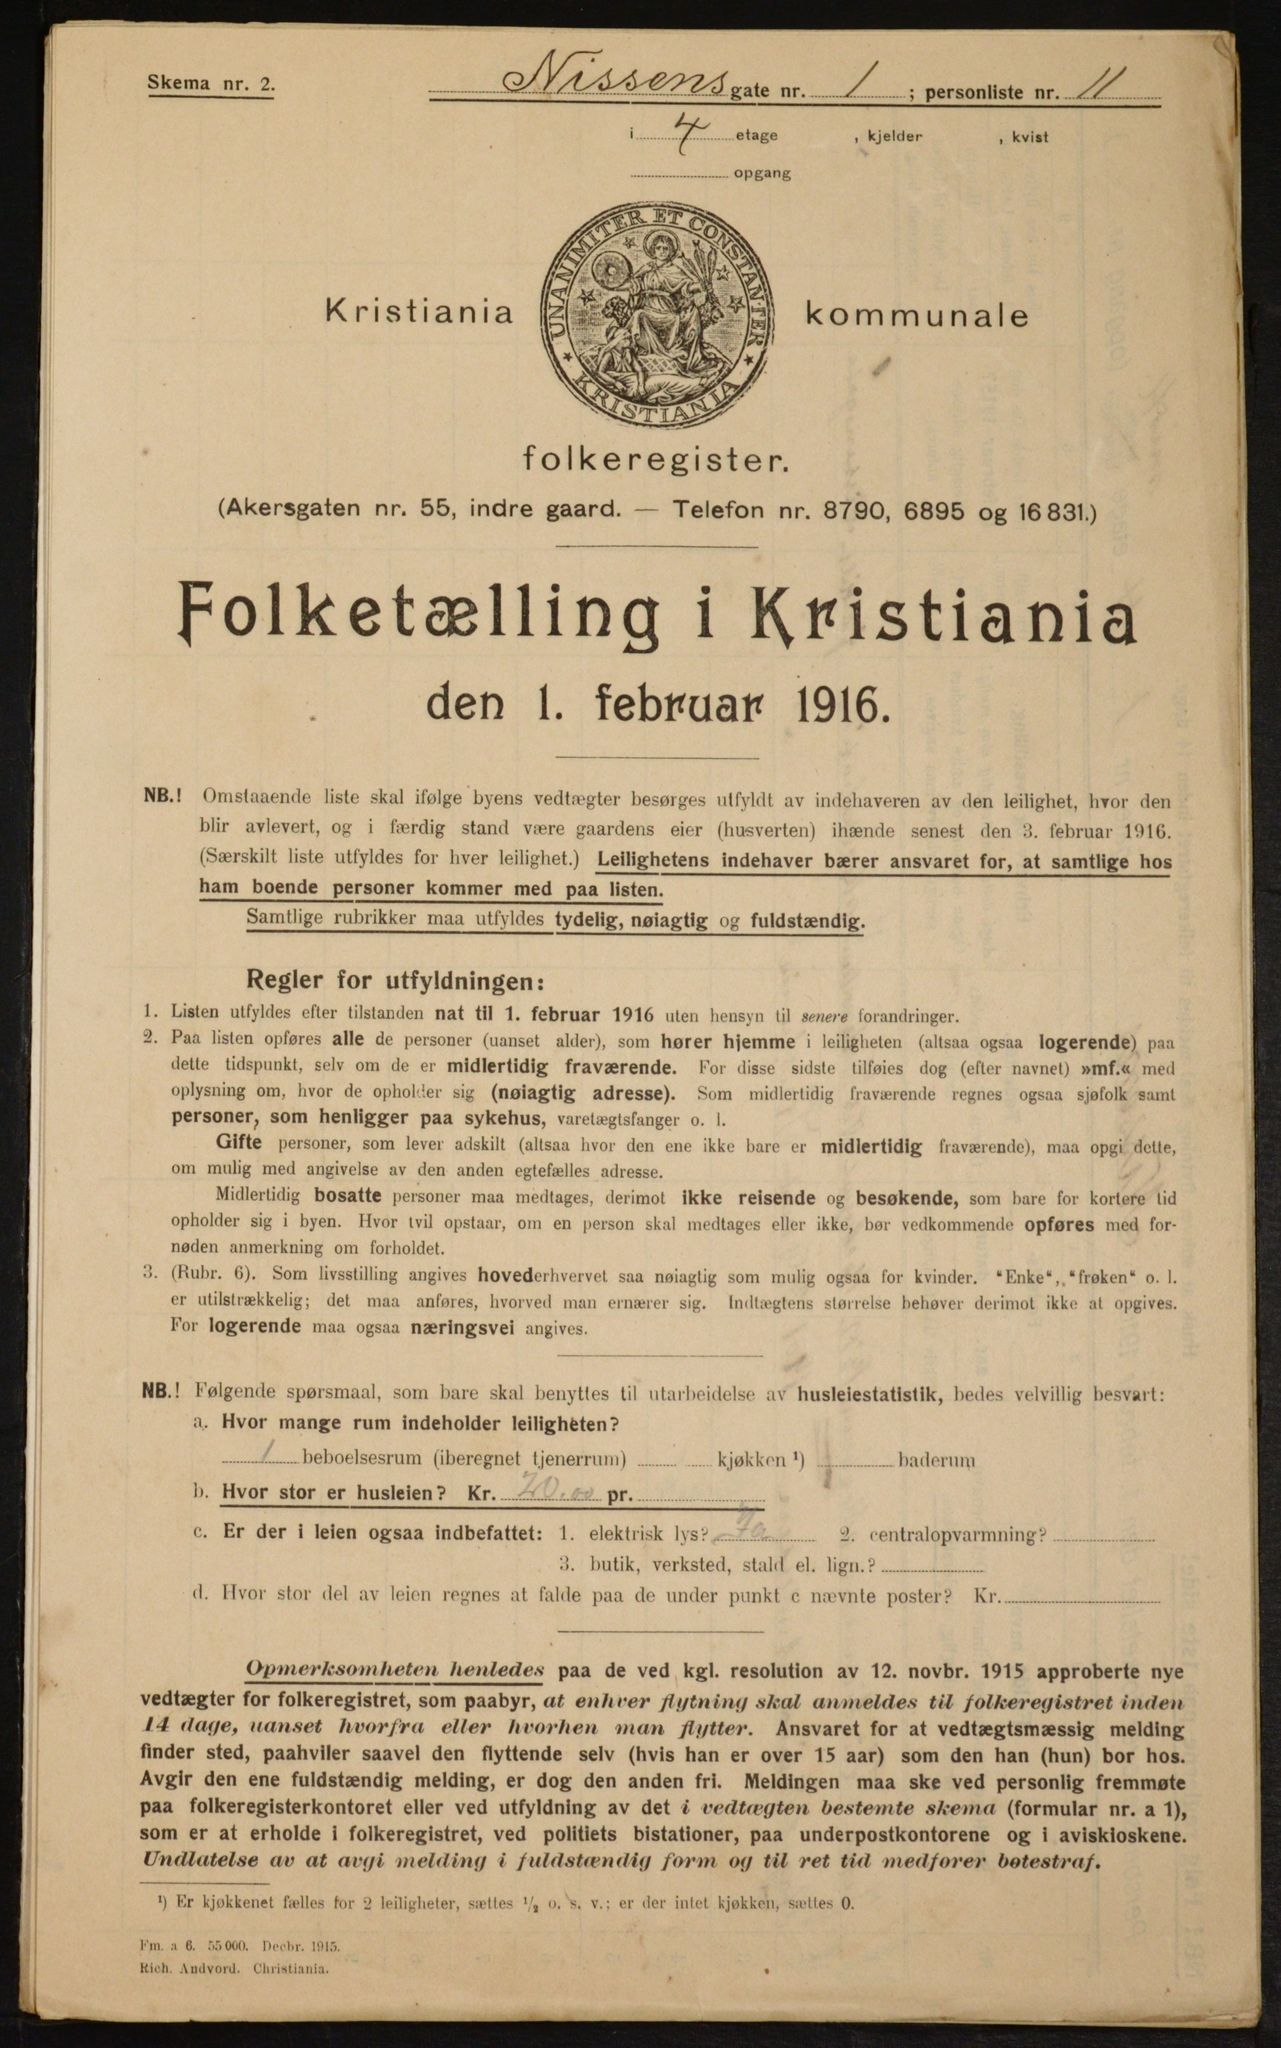 Skema nr. 2.
Nissens gate nr. 1 ; personliste nr. 11
i 4 etage , kjelder , kvist
opgang
UNANIMITER ET CONSTANTER
KRISTIANIA
Kristiania kommunale
folkeregister.
(Akersgaten nr. 55, indre gaard. — Telefon nr. 8790, 6895 og 16 831.)
Folketælling i Kristiania
den 1. februar 1916.
NB.! Omstaaende liste skal ifølge byens vedtægter besørges utfyldt av indehaveren av den leilighet, hvor den
blir avlevert, og i færdig stand være gaardens eier (husverten) ihænde senest den 3. februar 1916.
(Særskilt liste utfyldes for hver leilighet.) Leilighetens indehaver bærer ansvaret for, at samtlige hos
ham boende personer kommer med paa listen.
Samtlige rubrikker maa utfyldes tydelig, nøiagtig og fuldstændig.
Regler for utfyldningen:
1. Listen utfyldes efter tilstanden nat til 1. februar 1916 uten hensyn til senere forandringer.
2. Paa listen opføres alle de personer (uanset alder), som hører hjemme i leiligheten (altsaa ogsaa logerende) paa
dette tidspunkt, selv om de er midlertidig fraværende. For disse sidste tilføies dog (efter navnet) »mf.« med
oplysning om, hvor de opholder sig (nøiagtig adresse). Som midlertidig fraværende regnes ogsaa sjøfolk samt
personer, som henligger paa sykehus, varetægtsfanger o. l.
Gifte personer, som lever adskilt (altsaa hvor den ene ikke bare er midlertidig fraværende), maa opgi dette,
om mulig med angivelse av den anden egtefælles adresse.
Midlertidig bosatte personer maa medtages, derimot ikke reisende og besøkende, som bare for kortere tid
opholder sig i byen. Hvor tvil opstaar, om en person skal medtages eller ikke, bør vedkommende opføres med for-
nøden anmerkning om forholdet.
3. (Rubr. 6). Som livsstilling angives hovederhvervet saa nøiagtig som mulig ogsaa for kvinder. "Enke", "frøken" o. l.
er utilstrækkelig; det maa anføres, hvorved man ernærer sig. Indtægtens størrelse behøver derimot ikke at opgives.
For logerende maa ogsaa næringsvei angives.
NB.! Følgende spørsmaal, som bare skal benyttes til utarbeidelse av husleiestatistik, bedes velvillig besvart:
a. Hvor mange rum indeholder leiligheten?
1 beboelsesrum (iberegnet tjenerrum) kjøkken ¹) baderum
b. Hvor stor er husleien? Kr. 20.00 pr.
c. Er der i leien ogsaa indbefattet: 1. elektrisk lys? Ja 2. centralopvarmning?
3. butik, verksted, stald el. lign.?
d. Hvor stor del av leien regnes at falde paa de under punkt c nævnte poster? Kr.
Opmerksomheten henledes paa de ved kgl. resolution av 12. novbr. 1915 approberte nye
vedtægter for folkeregistret, som paabyr, at enhver flytning skal anmeldes til folkeregistret inden
14 dage, uanset hvorfra eller hvorhen man flytter. Ansvaret for at vedtægtsmæssig melding
finder sted, paahviler saavel den flyttende selv (hvis han er over 15 aar) som den han (hun) bor hos.
Avgir den ene fuldstændig melding, er dog den anden fri. Meldingen maa ske ved personlig fremmøte
paa folkeregisterkontoret eller ved utfyldning av det i vedtægten bestemte skema (formular nr. a 1),
som er at erholde i folkeregistret, ved politiets bistationer, paa underpostkontorene og i aviskioskene.
Undlatelse av at avgi melding i fuldstændig form og til ret tid medfører bøtestraf.
¹) Er kjøkkenet fælles for 2 leiligheter, sættes ½ o. s. v.; er der intet kjøkken, sættes 0.
Fm. a 6. 55 000. Decbr. 1915.
Rich. Andvord. Christiania.